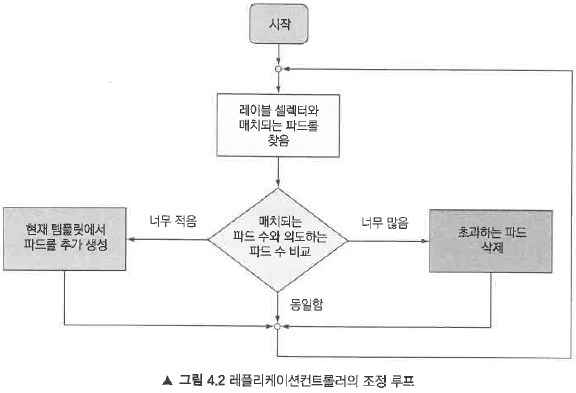 시작
레이블 셀렉터와
매치되는 파드를
찾음
너무 적음
매치되는
파드 수와 의도하는
파드 수 비교
너무 많음
현재 템플릿에서
파드를 추가 생성
초과하는 파드
삭제
동일함
▲ 그림 4.2 레플리케이션컨트롤러의 조정 루프